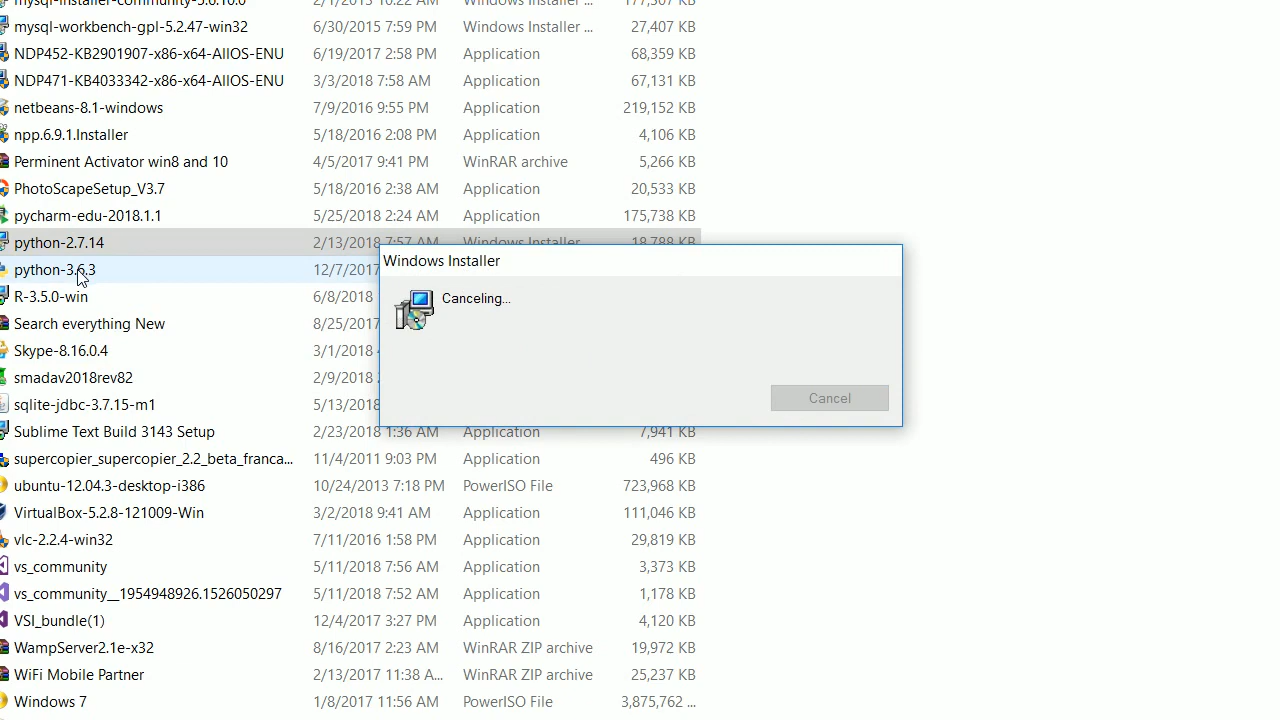 mysql-installer-community-5.6.10.0 2/1/2013 10:22 AM Windows Installer ... 177,307 KB
mysql-workbench-gpl-5.2.47-win32 6/30/2015 7:59 PM Windows Installer ... 27,407 KB
NDP452-KB2901907-x86-x64-AllOS-ENU 6/19/2017 2:58 PM Application 68,359 KB
NDP471-KB4033342-x86-x64-AllOS-ENU 3/3/2018 7:58 AM Application 67,131 KB
netbeans-8.1-windows 7/9/2016 9:55 PM Application 219,152 KB
npp.6.9.1.Installer 5/18/2016 2:08 PM Application 4,106 KB
Perminent Activator win8 and 10 4/5/2017 9:41 PM WinRAR archive 5,266 KB
PhotoScapeSetup_V3.7 5/18/2016 2:38 AM Application 20,533 KB
pycharm-edu-2018.1.1 5/25/2018 2:24 AM Application 175,738 KB
python-2.7.14 2/13/2018 7:57 AM Windows Installer 18,788 KB
python-3.6.3 12/7/2017
R-3.5.0-win 6/8/2018
Search everything New 8/25/2017
Skype-8.16.0.4 3/1/2018
smadav2018rev82 2/9/2018
sqlite-jdbc-3.7.15-m1 5/13/2018
Sublime Text Build 3143 Setup 2/23/2018 1:36 AM Application 7,941 KB
supercopier_supercopier_2.2_beta_franca... 11/4/2011 9:03 PM Application 496 KB
ubuntu-12.04.3-desktop-i386 10/24/2013 7:18 PM PowerISO File 723,968 KB
VirtualBox-5.2.8-121009-Win 3/2/2018 9:41 AM Application 111,046 KB
vlc-2.2.4-win32 7/11/2016 1:58 PM Application 29,819 KB
vs_community 5/11/2018 7:56 AM Application 3,373 KB
vs_community__1954948926.1526050297 5/11/2018 7:52 AM Application 1,178 KB
VSI_bundle(1) 12/4/2017 3:27 PM Application 4,120 KB
WampServer2.1e-x32 8/16/2017 2:23 AM WinRAR ZIP archive 19,972 KB
WiFi Mobile Partner 2/13/2017 11:38 A... WinRAR ZIP archive 25,237 KB
Windows 7 1/8/2017 11:56 AM PowerISO File 3,875,762 ...
Windows Installer
Canceling...
Cancel